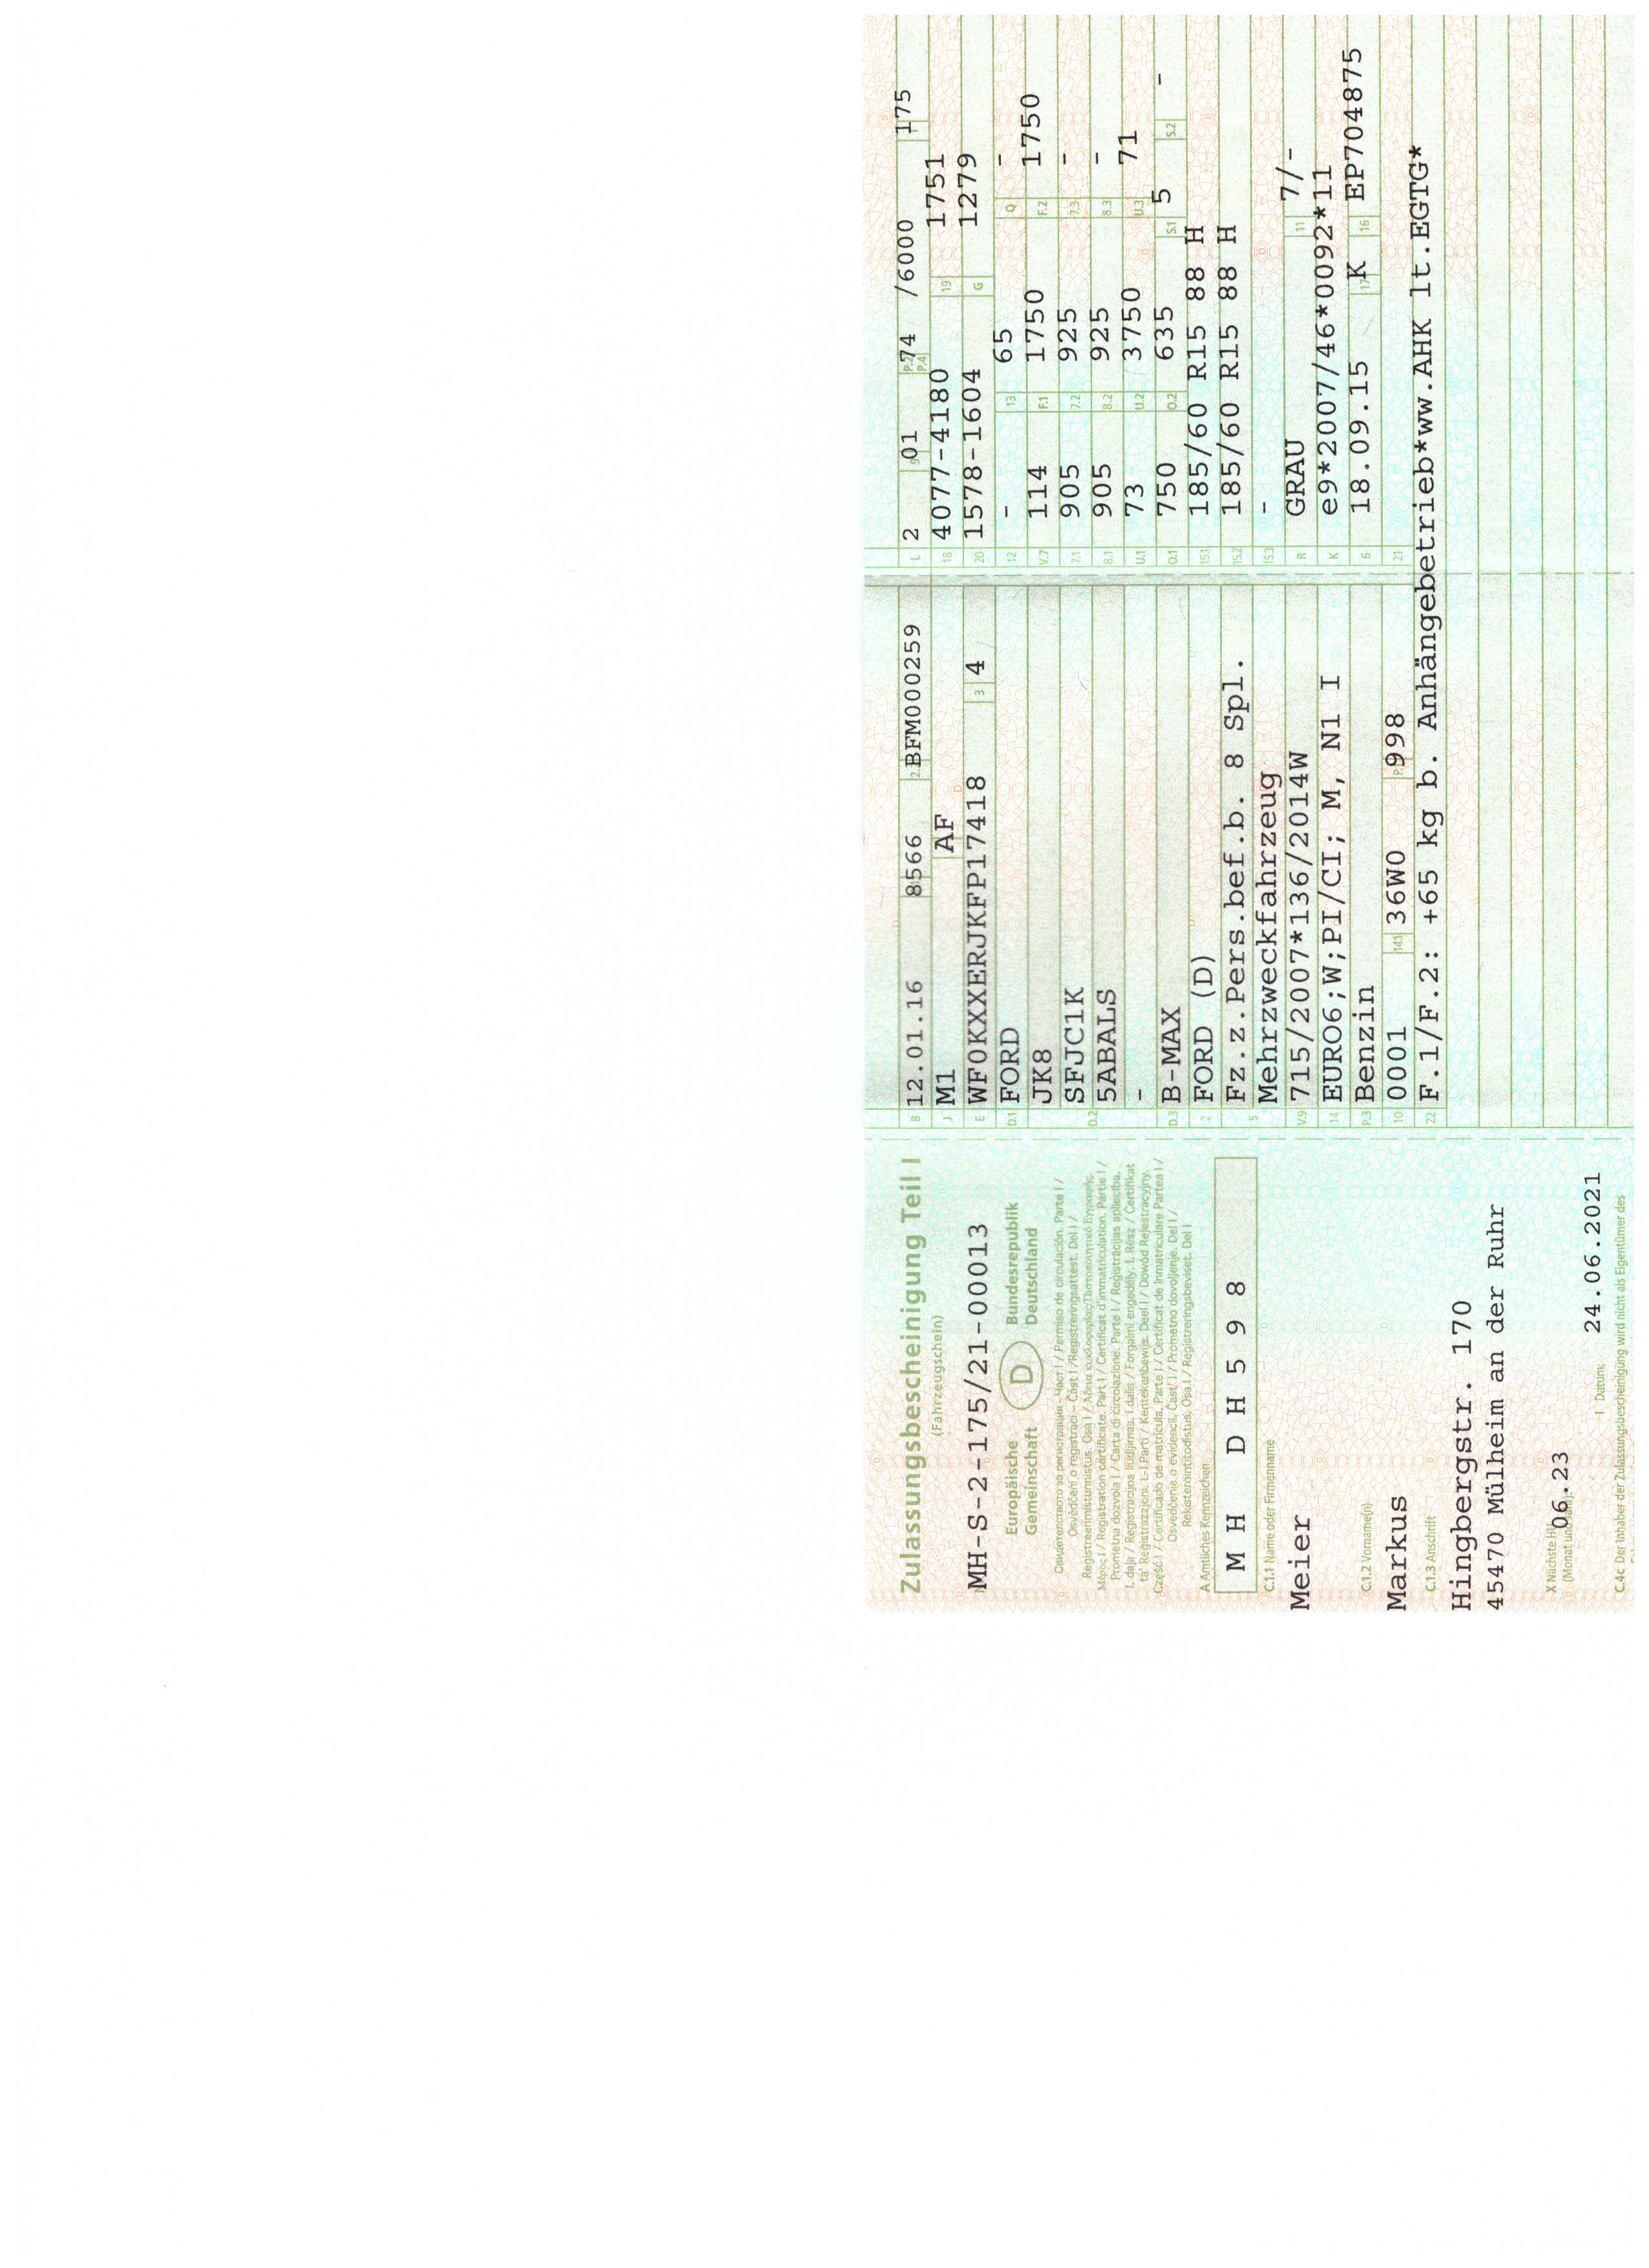 Zulassungsbescheinigung Teil I
(Fahrzeugschein)
MH-S-2-175/21-00013
Europäische Gemeinschaft D Bundesrepublik Deutschland
Свидетелството за регистрация - Част I / Permiso de circulación. Parte I /
Osvědčení o registraci – Část I /Registreringsattest. Del I /
Registreerimistunnistus. Osa I / Άδεια κυκλοφορίας/Πιστοποιητικό Εγγραφής.
Μέρος I / Registration certificate. Part I / Certificat d'immatriculation. Partie I /
Prometna dozvola I / Carta di circolazione. Parte I / Reģistrācijas apliecība.
I. daļa / Registracijos liudijimas. I dalis / Forgalmi engedély. I. Rész / Ċertifikat
ta' Reġistrazzjoni. L-I Parti / Kentekenbewijs. Deel I / Dowód Rejestracyjny.
Część I / Certificado de matrícula. Parte I / Certificat de înmatriculare Partea I /
Osvedčenie o evidencii. Časť I / Prometno dovoljenje. Del I /
Rekisteröintitodistus. Osa I / Registreringsbeviset. Del I
A Amtliches Kennzeichen
MH DH598
C.1.1 Name oder Firmenname
Meier
C.1.2 Vorname(n)
Markus
C.1.3 Anschrift
Hingbergstr. 170
45470 Mülheim an der Ruhr
X Nächste HU
(Monat und Jahr): 06.23
I Datum: 24.06.2021
C.4c Der Inhaber der Zulassungsbescheinigung wird nicht als Eigentümer des
B 12.01.16 8566 BFM000259
J M1 AF
E WF0KXXERJKFP17418 3 4
D.1 FORD
JK8
D.2 SFJC1K
5ABALS
-
D.3 B-MAX
2 FORD (D)
5 Fz.z.Pers.bef.b. 8 Spl.
Mehrzweckfahrzeug
V.9 715/2007*136/2014W
14 EURO6;W;PI/CI; M, N1 I
P.3 Benzin
10 0001 14.1 36W0 998
22 F.1/F.2: +65 kg b. Anhängebetrieb*ww.AHK lt.EGTG*
L 2 9 01 P.2 P.4 74 /6000 T 175
18 4077-4180 19 1751
20 1578-1604 G 1279
12 - 13 65 Q -
V.7 114 F.1 1750 F.2 1750
7.1 905 7.2 925 7.3 -
8.1 905 8.2 925 8.3 -
U.1 73 U.2 3750 U.3 71
O.1 750 O.2 635 S.1 5 S.2 -
15.1 185/60 R15 88 H
15.2 185/60 R15 88 H
15.3 -
R GRAU 11 7/-
K e9*2007/46*0092*11
6 18.09.15 17 K 16 EP704875
21